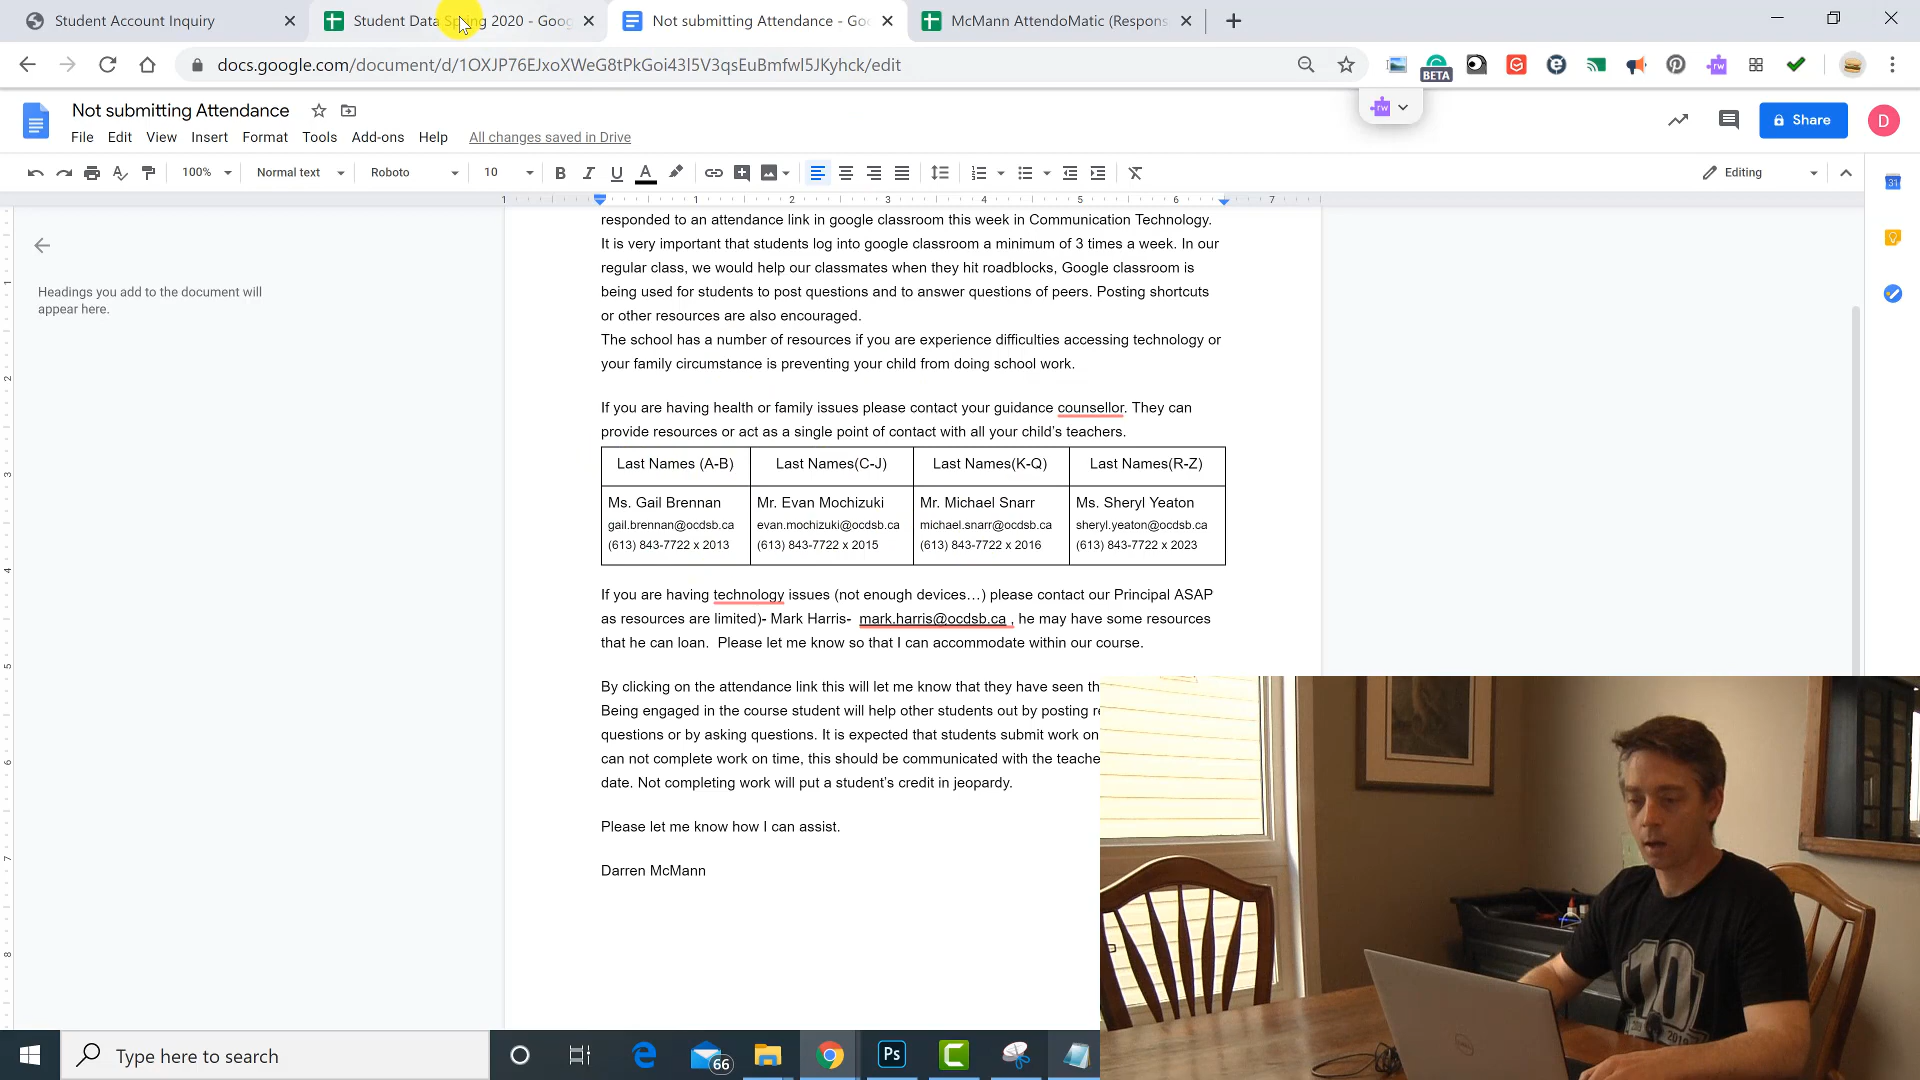 Student Account Inquiry
Student Data Spring 2020 - Goog
Not submitting Attendance - Goo
McMann AttendoMatic (Respons
docs.google.com/document/d/1OXJP76EJxoXWeG8tPkGoi43I5V3qsEuBmfwI5JKyhck/edit
BETA
rw
Not submitting Attendance
File Edit View Insert Format Tools Add-ons Help All changes saved in Drive
rw
Share
D
100% Normal text Roboto 10 B I U A Editing
31
1 1 2 3 4 5 6 7
responded to an attendance link in google classroom this week in Communication Technology.
It is very important that students log into google classroom a minimum of 3 times a week. In our
regular class, we would help our classmates when they hit roadblocks, Google classroom is
being used for students to post questions and to answer questions of peers. Posting shortcuts
or other resources are also encouraged.
The school has a number of resources if you are experience difficulties accessing technology or
your family circumstance is preventing your child from doing school work.
Headings you add to the document will
appear here.
If you are having health or family issues please contact your guidance counsellor. They can
provide resources or act as a single point of contact with all your child's teachers.
Last Names (A-B) Last Names(C-J) Last Names(K-Q) Last Names(R-Z)
Ms. Gail Brennan Mr. Evan Mochizuki Mr. Michael Snarr Ms. Sheryl Yeaton
gail.brennan@ocdsb.ca evan.mochizuki@ocdsb.ca michael.snarr@ocdsb.ca sheryl.yeaton@ocdsb.ca
(613) 843-7722 x 2013 (613) 843-7722 x 2015 (613) 843-7722 x 2016 (613) 843-7722 x 2023
If you are having technology issues (not enough devices…) please contact our Principal ASAP
as resources are limited)- Mark Harris- mark.harris@ocdsb.ca , he may have some resources
that he can loan. Please let me know so that I can accommodate within our course.
By clicking on the attendance link this will let me know that they have seen th
Being engaged in the course student will help other students out by posting re
questions or by asking questions. It is expected that students submit work on
can not complete work on time, this should be communicated with the teache
date. Not completing work will put a student's credit in jeopardy.
Please let me know how I can assist.
Darren McMann
Type here to search
66
Ps